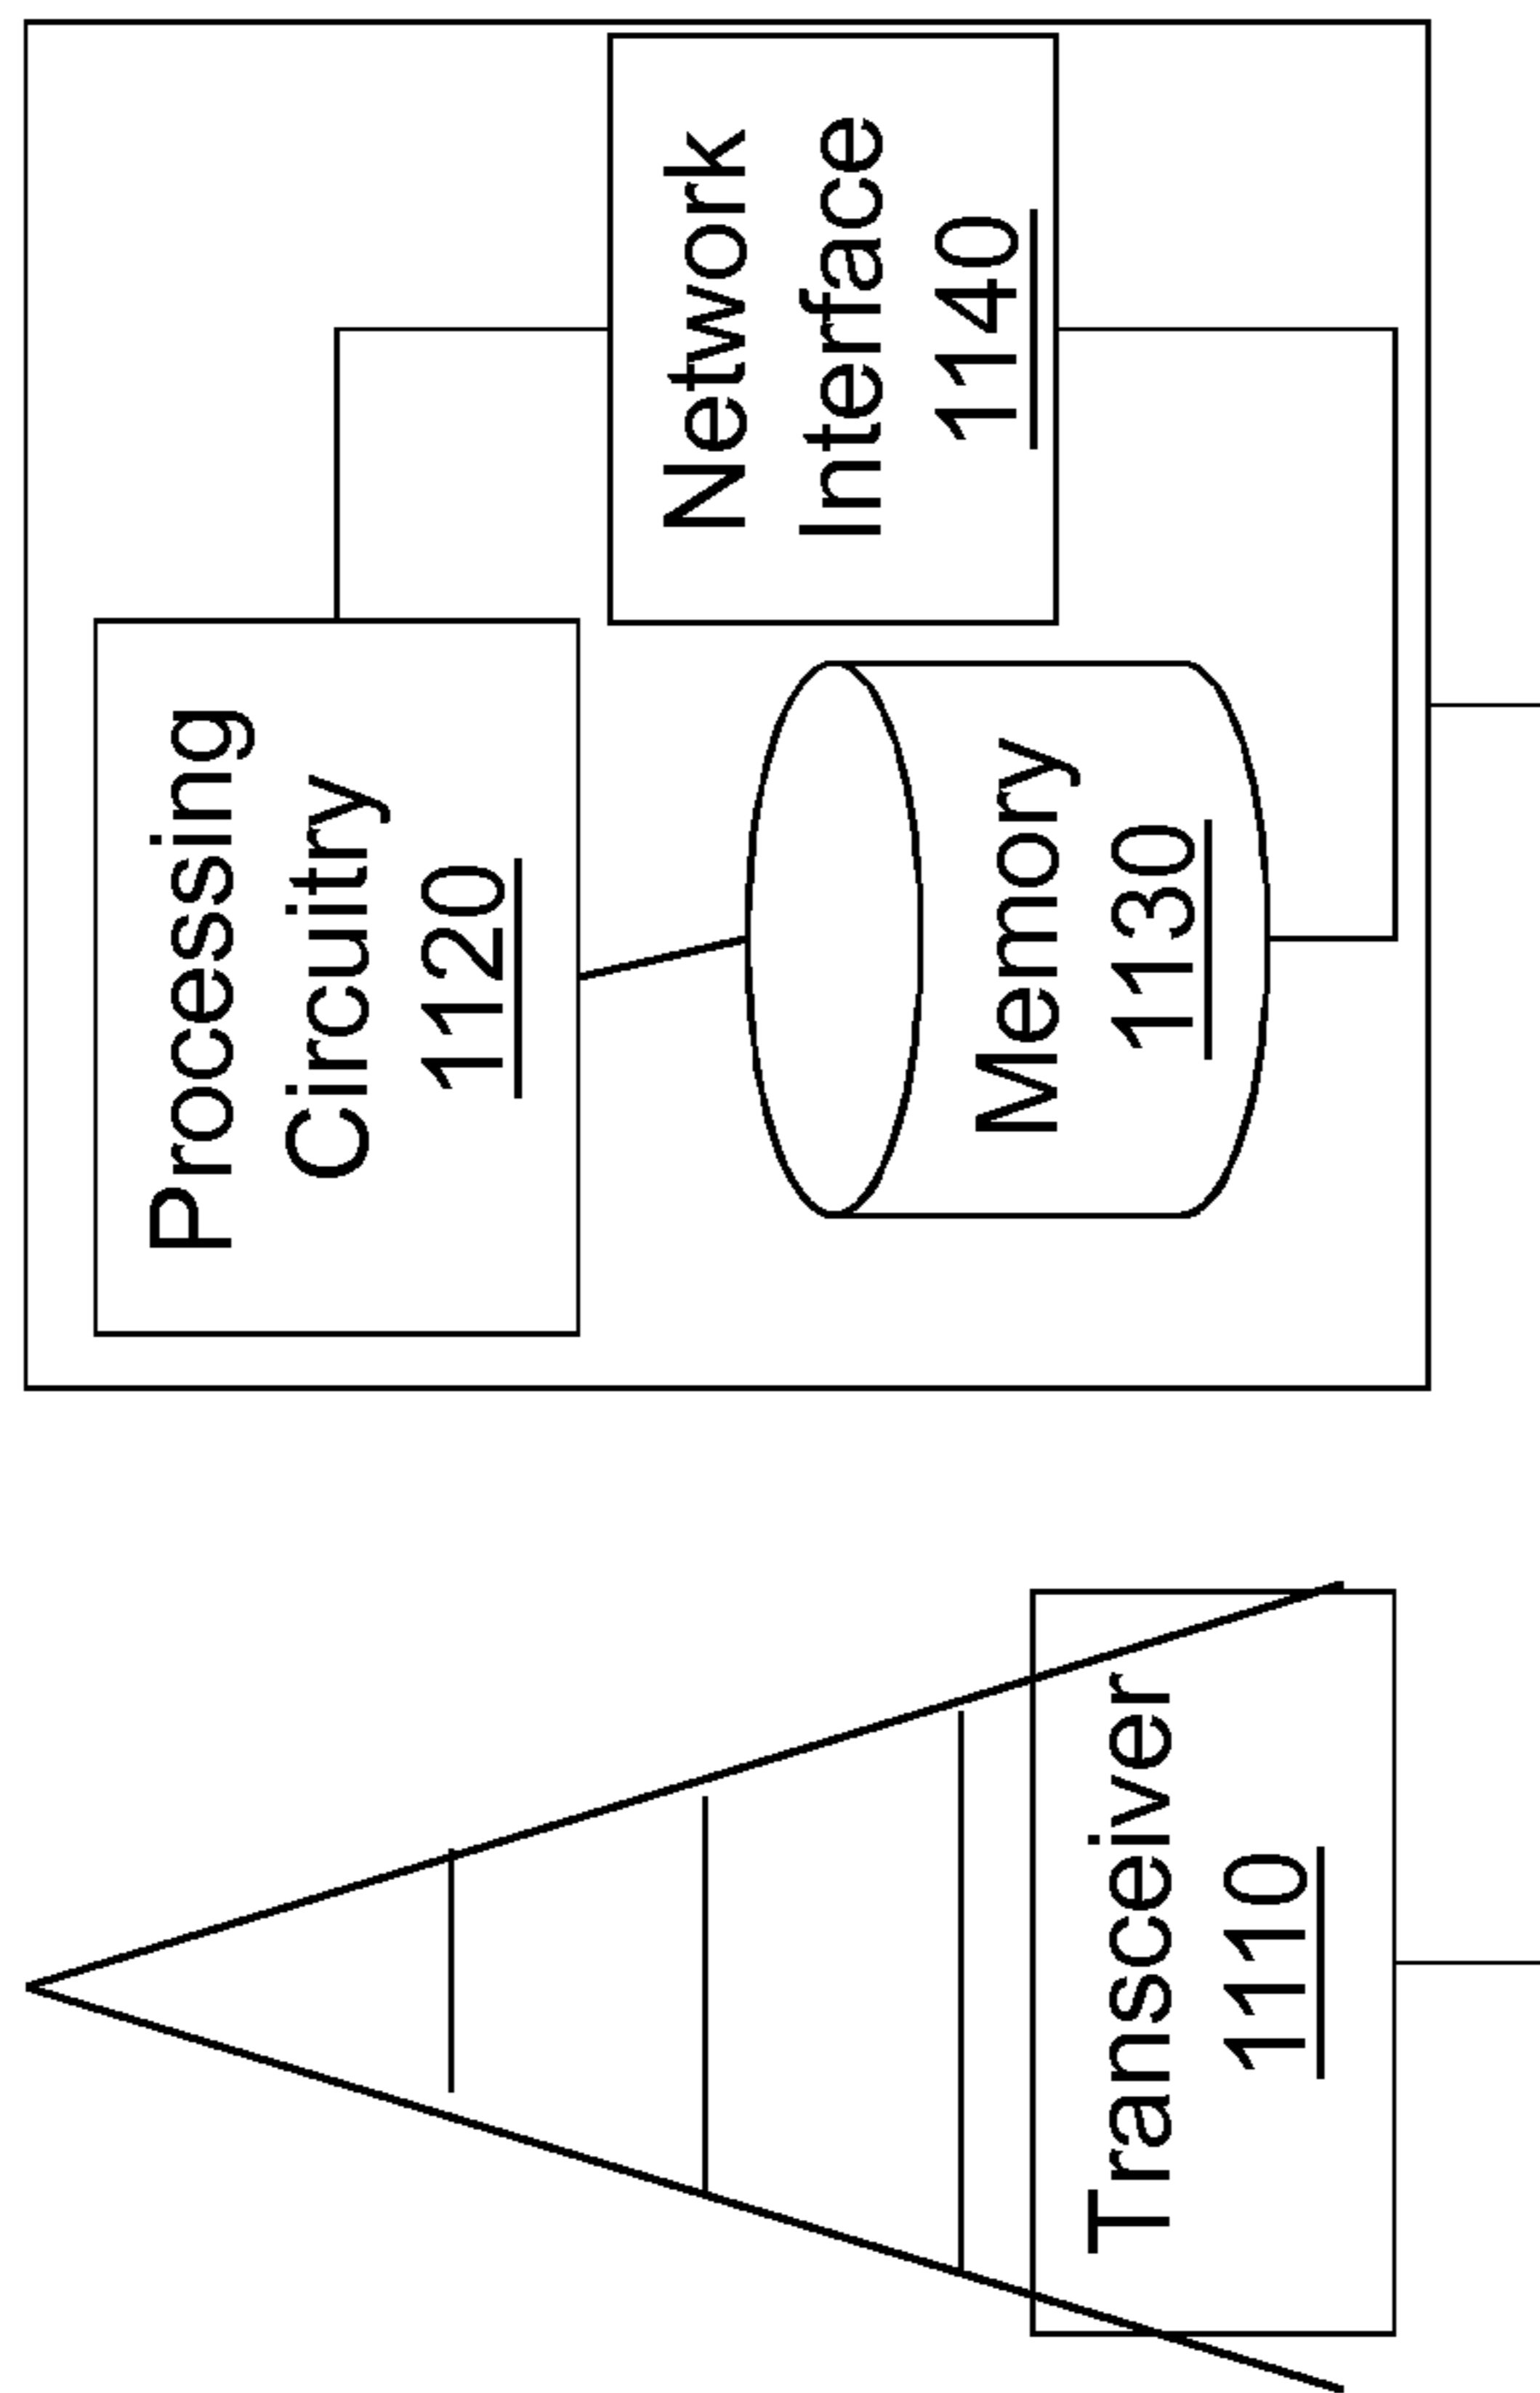 Transceiver
1110
Processing
Circuitry
1120
Memory
1130
Network
Interface
1140